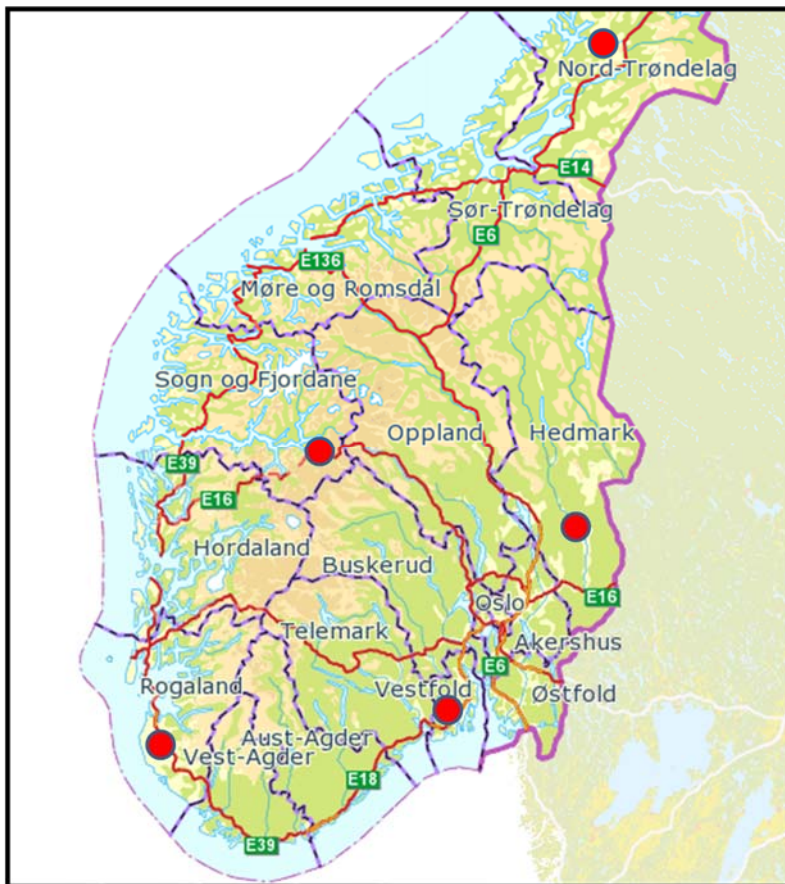 Nord-Trøndelag
E14
Sør-Trøndelag
E6
E136
Møre og Romsdal
Sogn og Fjordane
Oppland
Hedmark
E39
E16
Hordaland
Buskerud
Oslo
E16
Telemark
Akershus
E6
Rogaland
Vestfold
Østfold
Aust-Agder
Vest-Agder
E18
E39